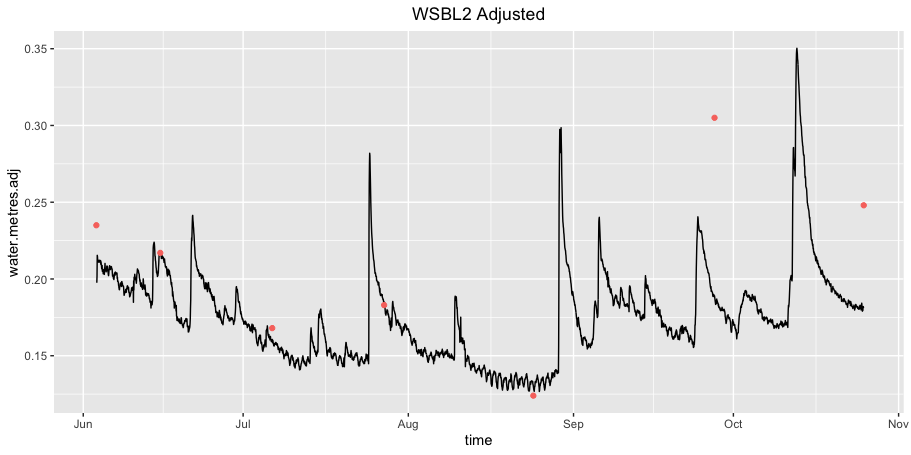 WSBL2 Adjusted
water.metres.adj
0.35
0.30
0.25
0.20
0.15
Jun Jul Aug Sep Oct Nov
time